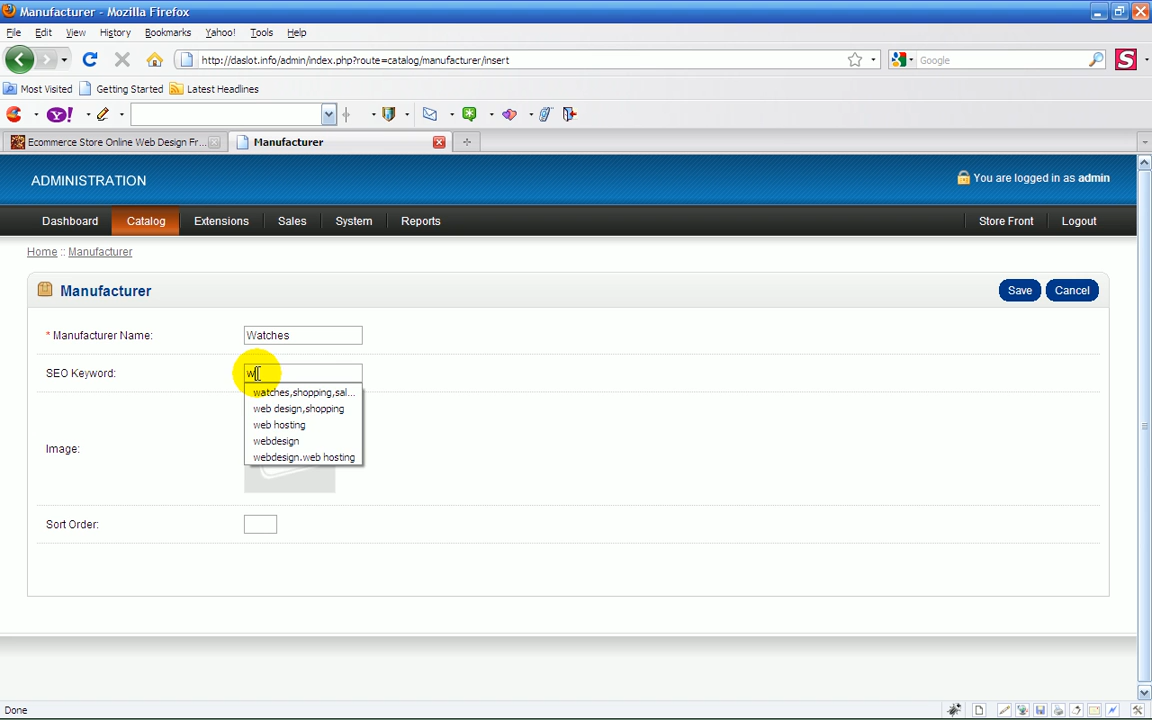 Manufacturer - Mozilla Firefox
File Edit View History Bookmarks Yahoo! Tools Help
http://daslot.info/admin/index.php?route=catalog/manufacturer/insert
Google
S
Most Visited Getting Started Latest Headlines
Y!
Ecommerce Store Online Web Design Fr...
Manufacturer
ADMINISTRATION
You are logged in as admin
Dashboard Catalog Extensions Sales System Reports Store Front Logout
Home :: Manufacturer
Manufacturer
Save Cancel
* Manufacturer Name: Watches
SEO Keyword: w
watches,shopping,sal...
web design,shopping
web hosting
webdesign
webdesign.web hosting
Image:
Sort Order:
Done